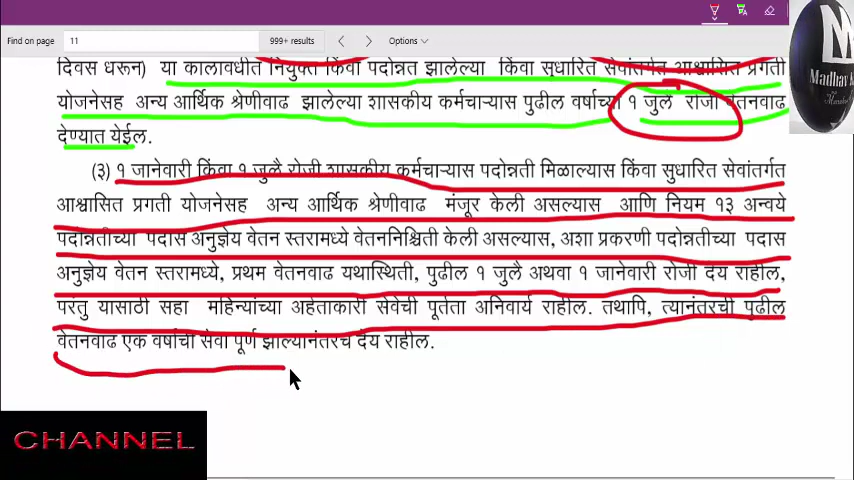 Find on page
11
999+ results
Options
दिवस धरून) या कालावधीत नियुक्त किंवा पदोन्नत झालेल्या किंवा सुधारित सेवांतर्गत आश्वासित प्रगती
योजनेसह अन्य आर्थिक श्रेणीवाढ झालेल्या शासकीय कर्मचाऱ्यास पुढील वर्षाच्या १ जुलै रोजी वेतनवाढ
देण्यात येईल.
(३) १ जानेवारी किंवा १ जुलै रोजी शासकीय कर्मचाऱ्यास पदोन्नती मिळाल्यास किंवा सुधारित सेवांतर्गत
आश्वासित प्रगती योजनेसह अन्य आर्थिक श्रेणीवाढ मंजूर केली असल्यास आणि नियम १३ अन्वये
पदोन्नतीच्या पदास अनुज्ञेय वेतन स्तरामध्ये वेतननिश्चिती केली असल्यास, अशा प्रकरणी पदोन्नतीच्या पदास
अनुज्ञेय वेतन स्तरामध्ये, प्रथम वेतनवाढ यथास्थिती, पुढील १ जुलै अथवा १ जानेवारी रोजी देय राहील,
परंतु यासाठी सहा महिन्यांच्या अर्हताकारी सेवेची पूर्तता अनिवार्य राहील. तथापि, त्यानंतरची पुढील
वेतनवाढ एक वर्षाची सेवा पूर्ण झाल्यानंतरच देय राहील.
CHANNEL